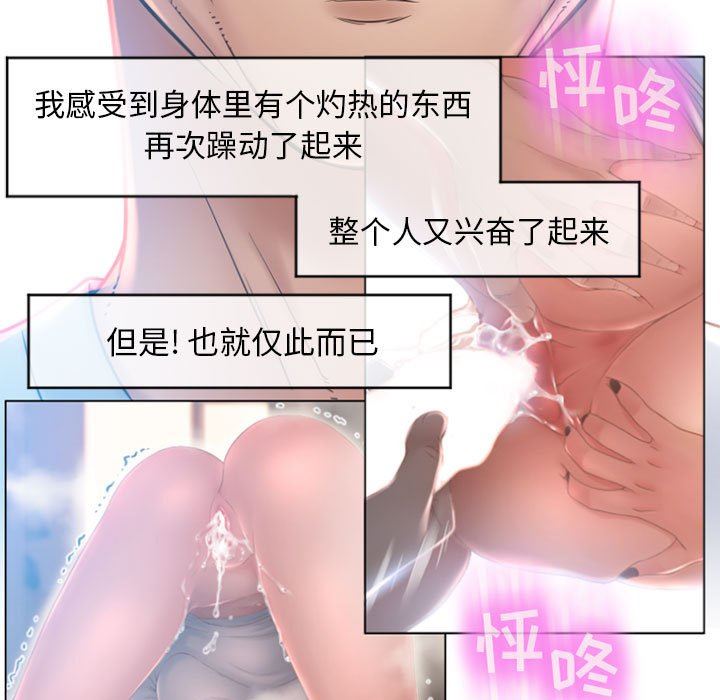 怦咚
我感受到身体里有个灼热的东西
再次躁动了起来
整个人又兴奋了起来
但是! 也就仅此而已
怦咚